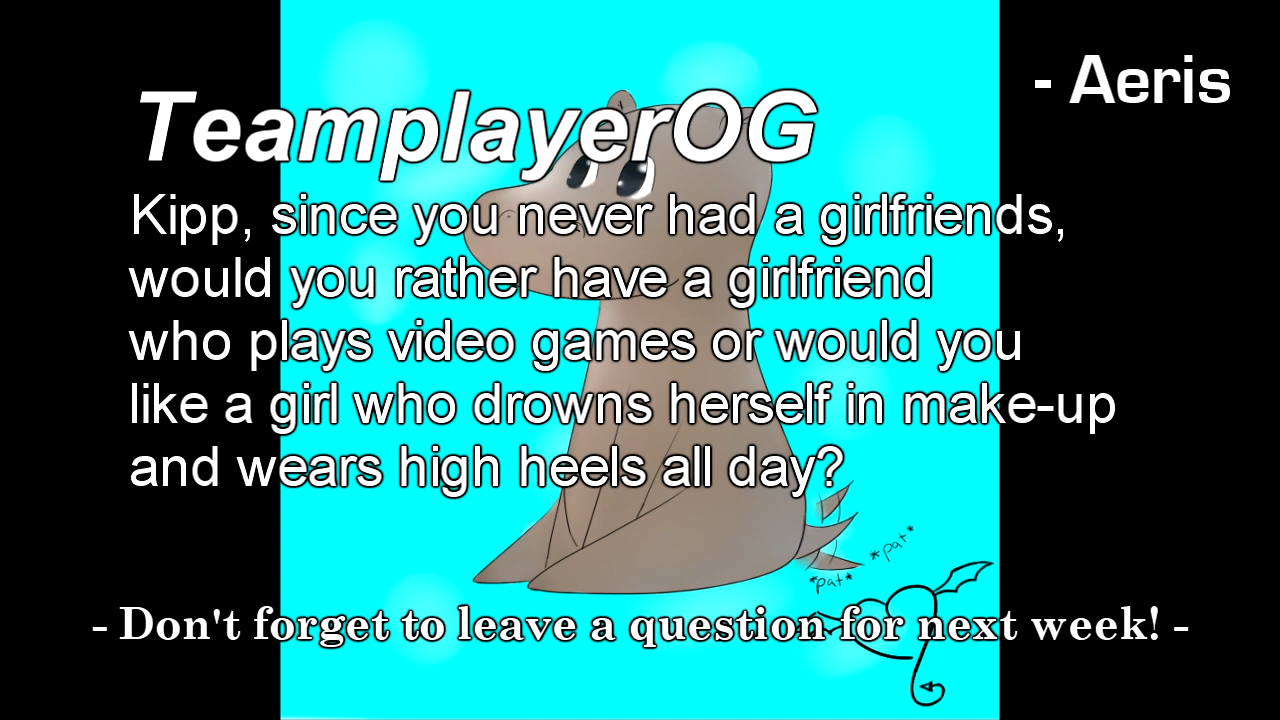 - Aeris
TeamplayerOG
Kipp, since you never had a girlfriends,
would you rather have a girlfriend
who plays video games or would you
like a girl who drowns herself in make-up
and wears high heels all day?
*pat*
*pat*
- Don't forget to leave a question for next week! -